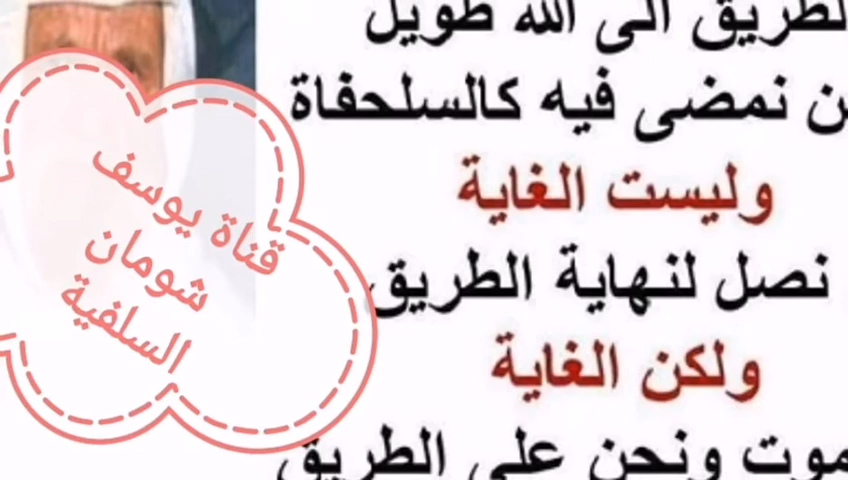 لطريق الى الله طويل
ن نمضى فيه كالسلحفاة
وليست الغاية
نصل لنهاية الطريق
ولكن الغاية
موت ونحن على الطريق
قناة يوسف
شومان
السلفية